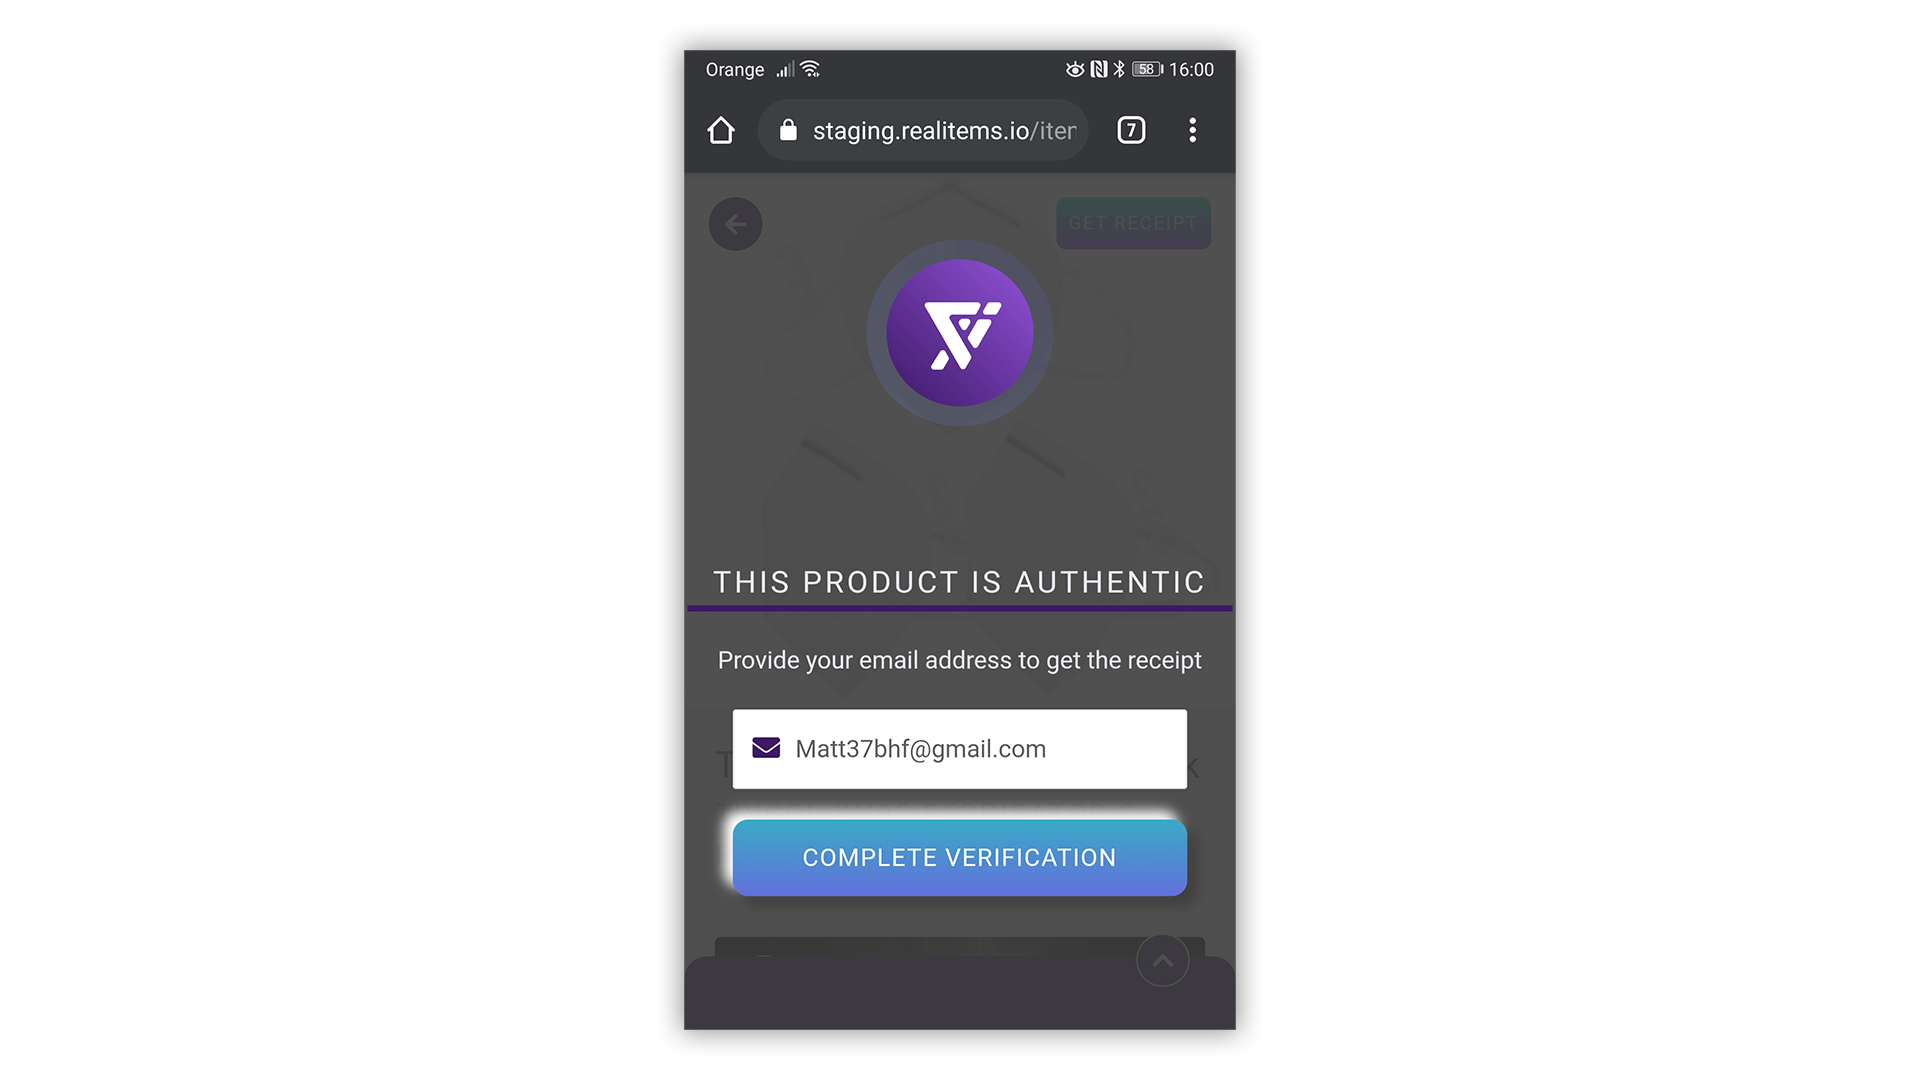 Orange 58 16:00
staging.realitems.io/iter 7
GET RECEIPT
THIS PRODUCT IS AUTHENTIC
Provide your email address to get the receipt
Matt37bhf@gmail.com
COMPLETE VERIFICATION